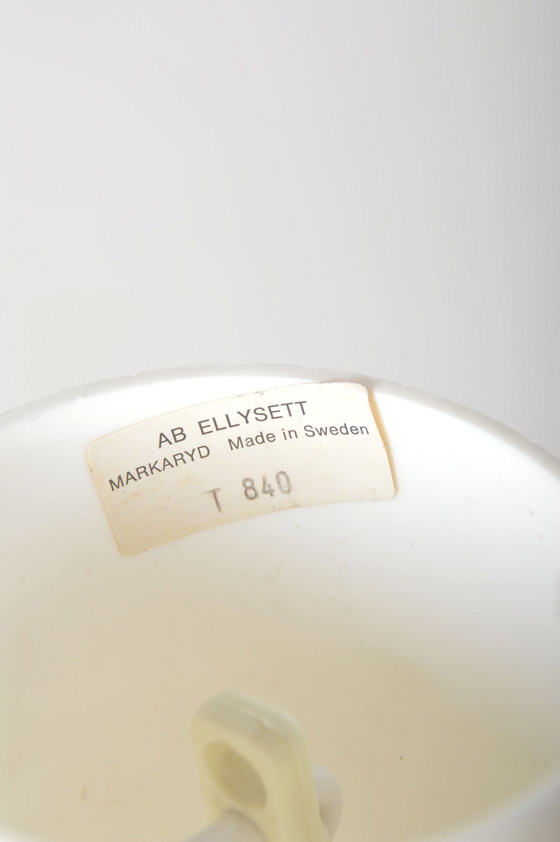 AB ELLYSETT
MARKARYD Made in Sweden
T 840